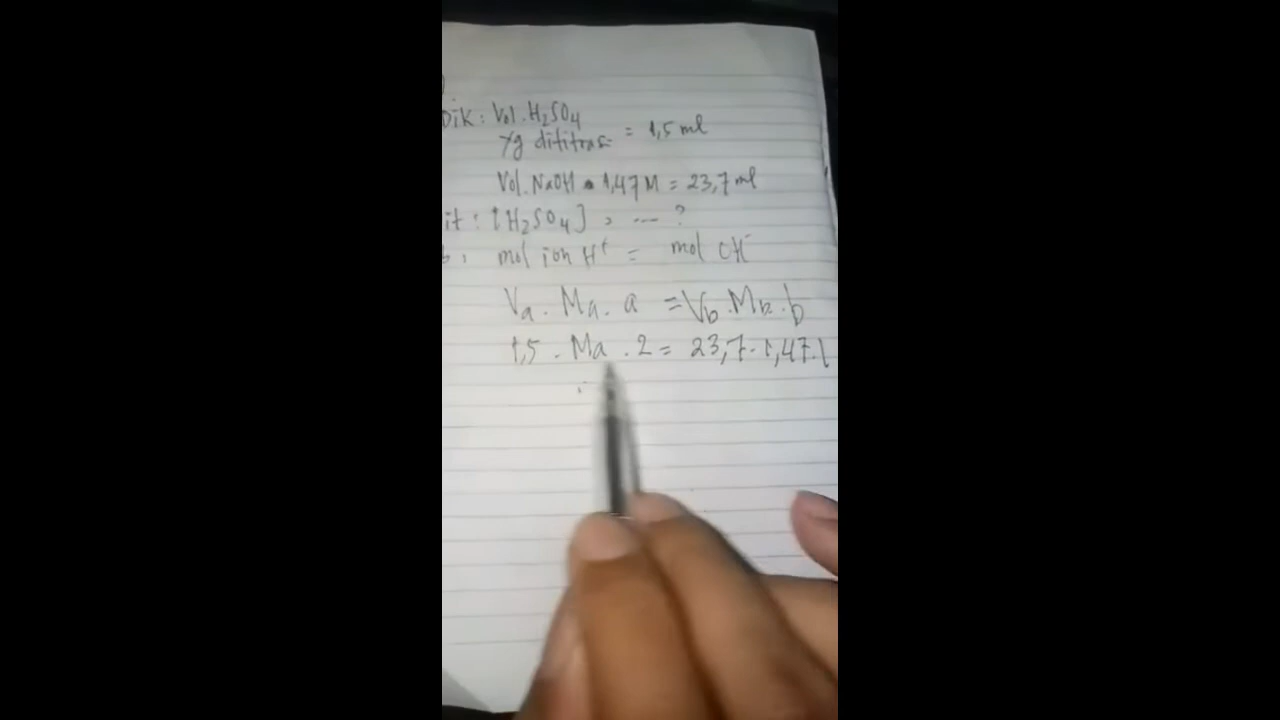 Dik: Vol. H₂SO₄
yg dititrasi = 1,5 ml
Vol. NaOH 1,47 M = 23,7 ml
it : [H₂SO₄] = .... ?
mol ion H⁺ = mol OH⁻
Va . Ma . a = Vb . Mb . b
1,5 . Ma . 2 = 23,7 . 1,47 . 1